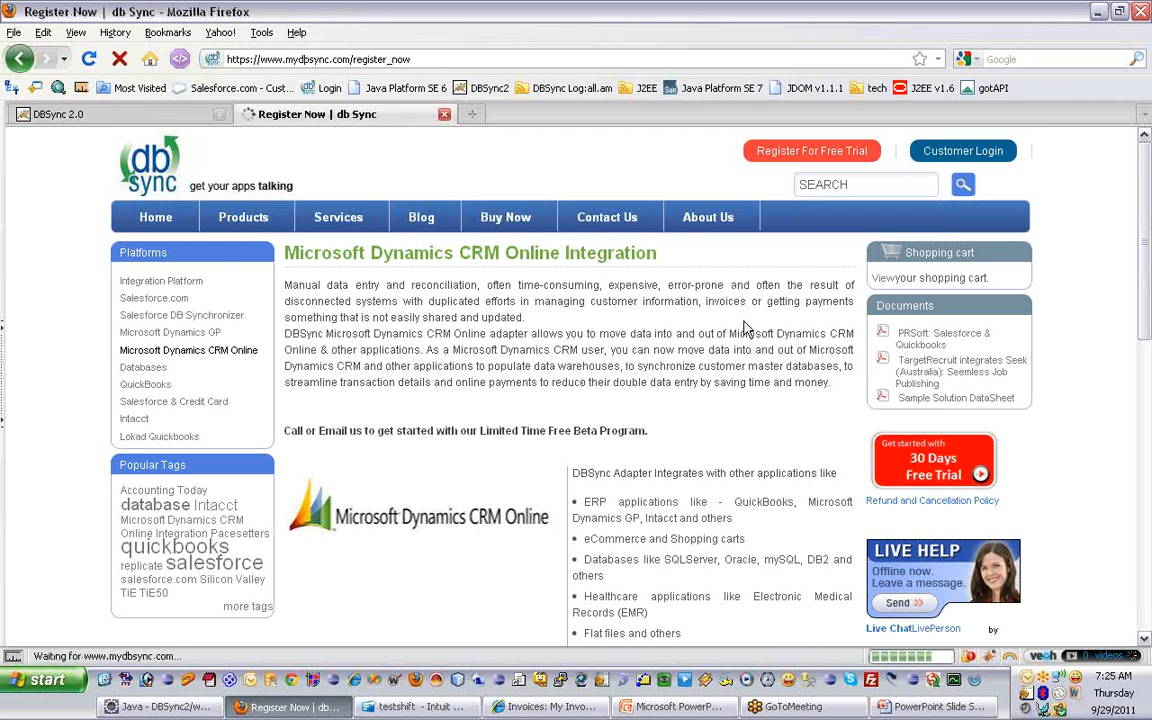 Register Now | db Sync - Mozilla Firefox
File Edit View History Bookmarks Yahoo! Tools Help
https://www.mydbsync.com/register_now
Google
Most Visited Salesforce.com - Cust... Login Java Platform SE 6 DBSync2 DBSync Log:all.am J2EE Java Platform SE 7 JDOM v1.1.1 tech J2EE v1.6 gotAPI
DBSync 2.0 Register Now | db Sync
Register For Free Trial Customer Login
db sync get your apps talking
SEARCH
Home Products Services Blog Buy Now Contact Us About Us
Platforms
Integration Platform
Salesforce.com
Salesforce DB Synchronizer
Microsoft Dynamics GP
Microsoft Dynamics CRM Online
Databases
QuickBooks
Salesforce & Credit Card
Intacct
Lokad Quickbooks
Popular Tags
Accounting Today
database Intacct
Microsoft Dynamics CRM
Online Integration Pacesetters
quickbooks
replicate salesforce
salesforce.com Silicon Valley
TiE TiE50
more tags
Microsoft Dynamics CRM Online Integration
Manual data entry and reconciliation, often time-consuming, expensive, error-prone and often the result of
disconnected systems with duplicated efforts in managing customer information, invoices or getting payments
something that is not easily shared and updated.
DBSync Microsoft Dynamics CRM Online adapter allows you to move data into and out of Microsoft Dynamics CRM
Online & other applications. As a Microsoft Dynamics CRM user, you can now move data into and out of Microsoft
Dynamics CRM and other applications to populate data warehouses, to synchronize customer master databases, to
streamline transaction details and online payments to reduce their double data entry by saving time and money.
Call or Email us to get started with our Limited Time Free Beta Program.
Microsoft Dynamics CRM Online
DBSync Adapter Integrates with other applications like
• ERP applications like - QuickBooks, Microsoft
Dynamics GP, Intacct and others
• eCommerce and Shopping carts
• Databases like SQLServer, Oracle, mySQL, DB2 and
others
• Healthcare applications like Electronic Medical
Records (EMR)
• Flat files and others
Shopping cart
Viewyour shopping cart.
Documents
PRSoft: Salesforce &
Quickbooks
TargetRecruit integrates Seek
(Australia): Seemless Job
Publishing
Sample Solution DataSheet
Get started with
30 Days
Free Trial
Refund and Cancellation Policy
LIVE HELP
Offline now.
Leave a message.
Send >>
Live ChatLivePerson by
Waiting for www.mydbsync.com...
veoh 0 videos
start
7:25 AM
Thursday
9/29/2011
Java - DBSync2/w... Register Now | db... testshift - Intuit ... Invoices: My Invo... Microsoft PowerP... GoToMeeting PowerPoint Slide S...